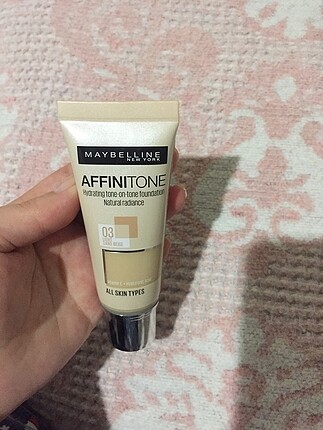 MAYBELLINE
NEW YORK
AFFINITONE
Hydrating tone-on-tone foundation
Natural radiance
03
ALL SKIN TYPES